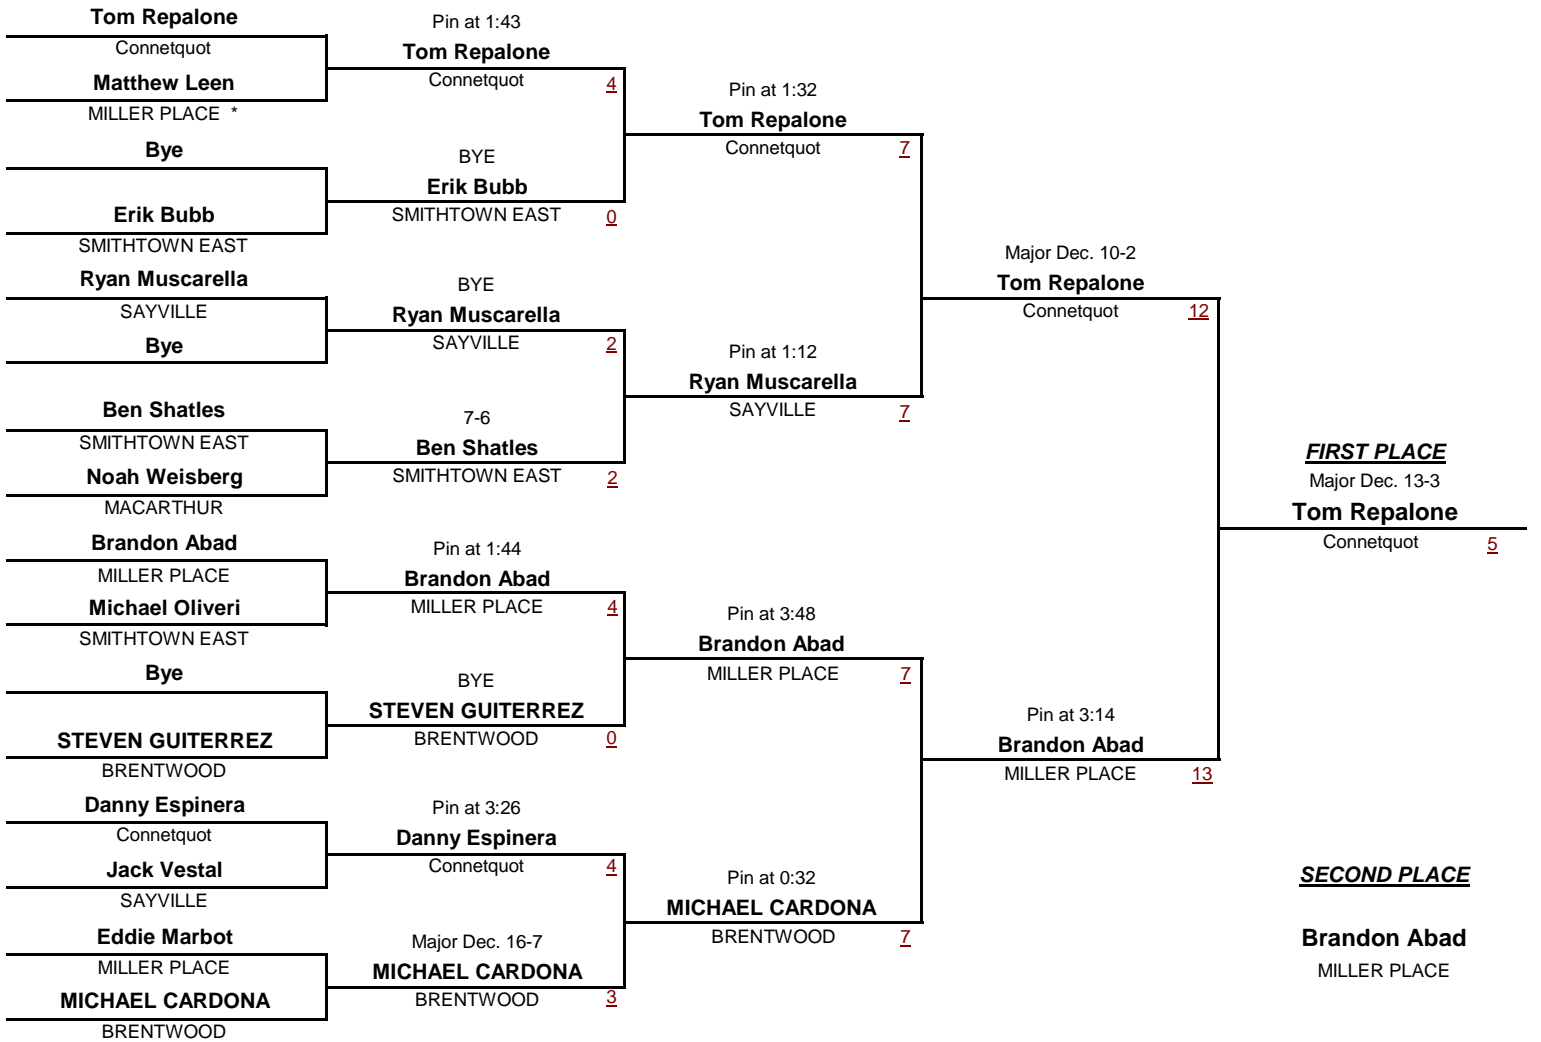 Tom Repalone
Connetquot
Matthew Leen
MILLER PLACE *
Bye
Erik Bubb
SMITHTOWN EAST
Ryan Muscarella
SAYVILLE
Bye
Ben Shatles
SMITHTOWN EAST
Noah Weisberg
MACARTHUR
Brandon Abad
MILLER PLACE
Michael Oliveri
SMITHTOWN EAST
Bye
STEVEN GUITERREZ
BRENTWOOD
Danny Espinera
Connetquot
Jack Vestal
SAYVILLE
Eddie Marbot
MILLER PLACE
MICHAEL CARDONA
BRENTWOOD
Pin at 1:43
Tom Repalone
Connetquot 4
BYE
Erik Bubb
SMITHTOWN EAST 0
BYE
Ryan Muscarella
SAYVILLE 2
7-6
Ben Shatles
SMITHTOWN EAST 2
Pin at 1:44
Brandon Abad
MILLER PLACE 4
BYE
STEVEN GUITERREZ
BRENTWOOD 0
Pin at 3:26
Danny Espinera
Connetquot 4
Major Dec. 16-7
MICHAEL CARDONA
BRENTWOOD 3
Pin at 1:32
Tom Repalone
Connetquot 7
Pin at 1:12
Ryan Muscarella
SAYVILLE 7
Pin at 3:48
Brandon Abad
MILLER PLACE 7
Pin at 0:32
MICHAEL CARDONA
BRENTWOOD 7
Major Dec. 10-2
Tom Repalone
Connetquot 12
Pin at 3:14
Brandon Abad
MILLER PLACE 13
FIRST PLACE
Major Dec. 13-3
Tom Repalone
Connetquot 5
SECOND PLACE
Brandon Abad
MILLER PLACE